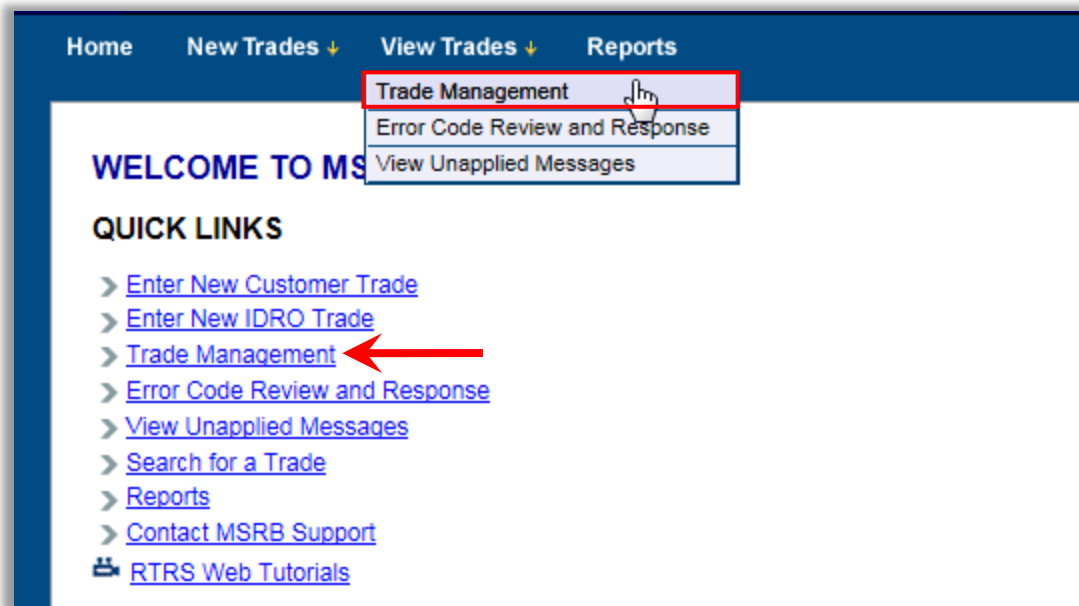 Home New Trades View Trades Reports
Trade Management
Error Code Review and Response
View Unapplied Messages
WELCOME TO MS
QUICK LINKS
Enter New Customer Trade
Enter New IDRO Trade
Trade Management
Error Code Review and Response
View Unapplied Messages
Search for a Trade
Reports
Contact MSRB Support
RTRS Web Tutorials